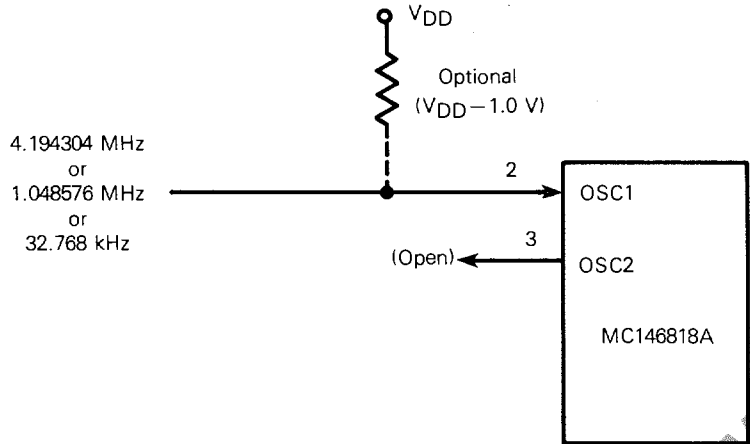 VDD
Optional
(VDD−1.0 V)
4.194304 MHz
or
1.048576 MHz
or
32.768 kHz
2
OSC1
(Open)
3
OSC2
MC146818A